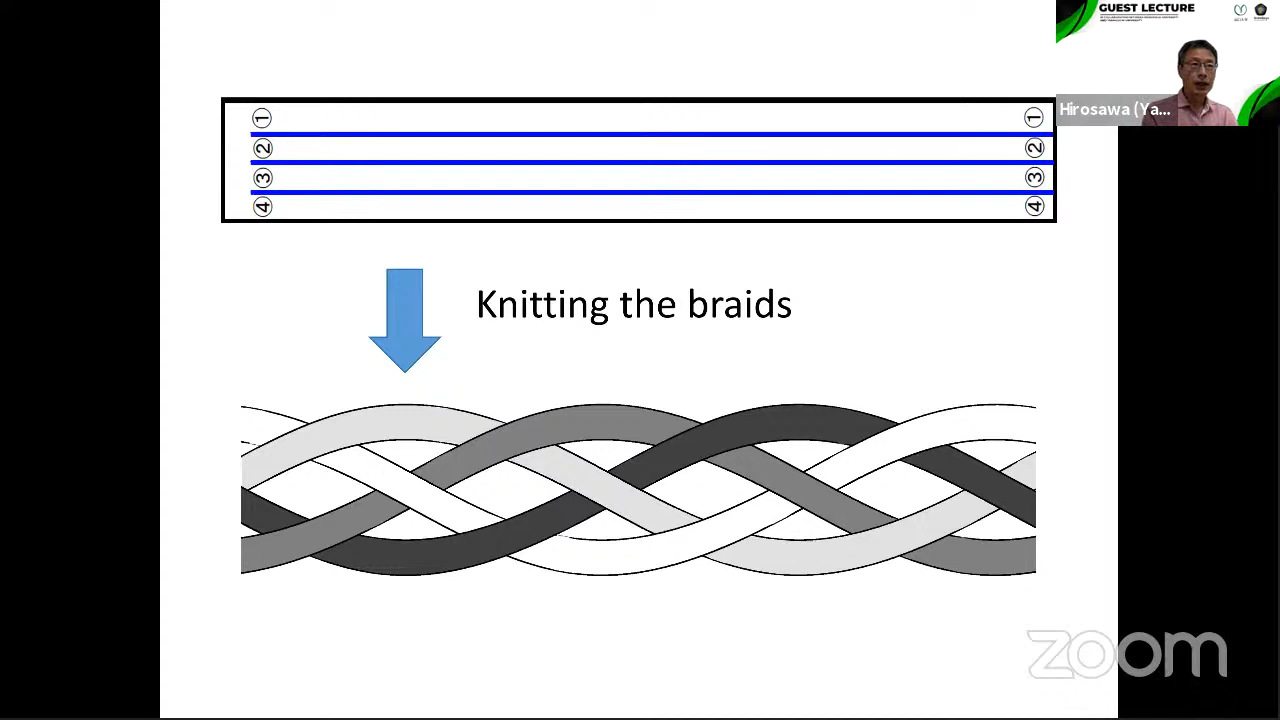 GUEST LECTURE
Hirosawa (Ya...
① ①
② ②
③ ③
④ ④
Knitting the braids
zoom